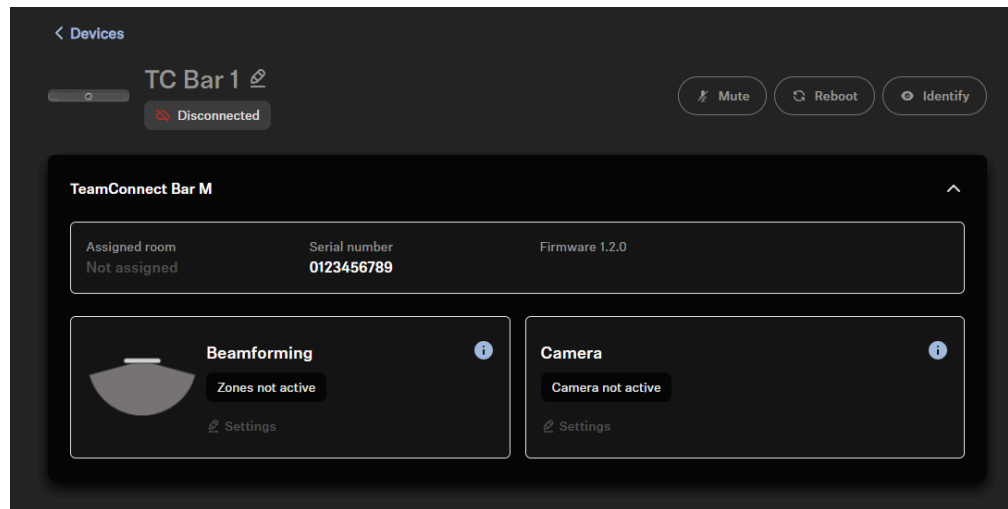 Devices
TC Bar 1
Disconnected
Mute
Reboot
Identify
TeamConnect Bar M
Assigned room
Not assigned
Serial number
0123456789
Firmware 1.2.0
Beamforming
Zones not active
Settings
Camera
Camera not active
Settings